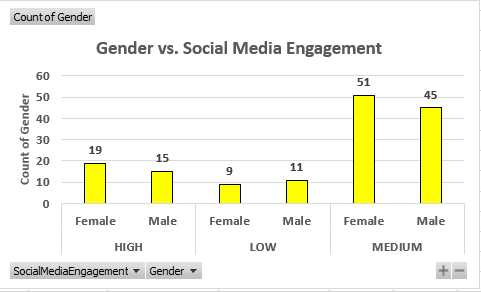 Count of Gender
Gender vs. Social Media Engagement
Count of Gender
60
50
40
30
20
10
0
19
15
9
11
51
45
Female Male Female Male Female Male
HIGH LOW MEDIUM
SocialMediaEngagement Gender